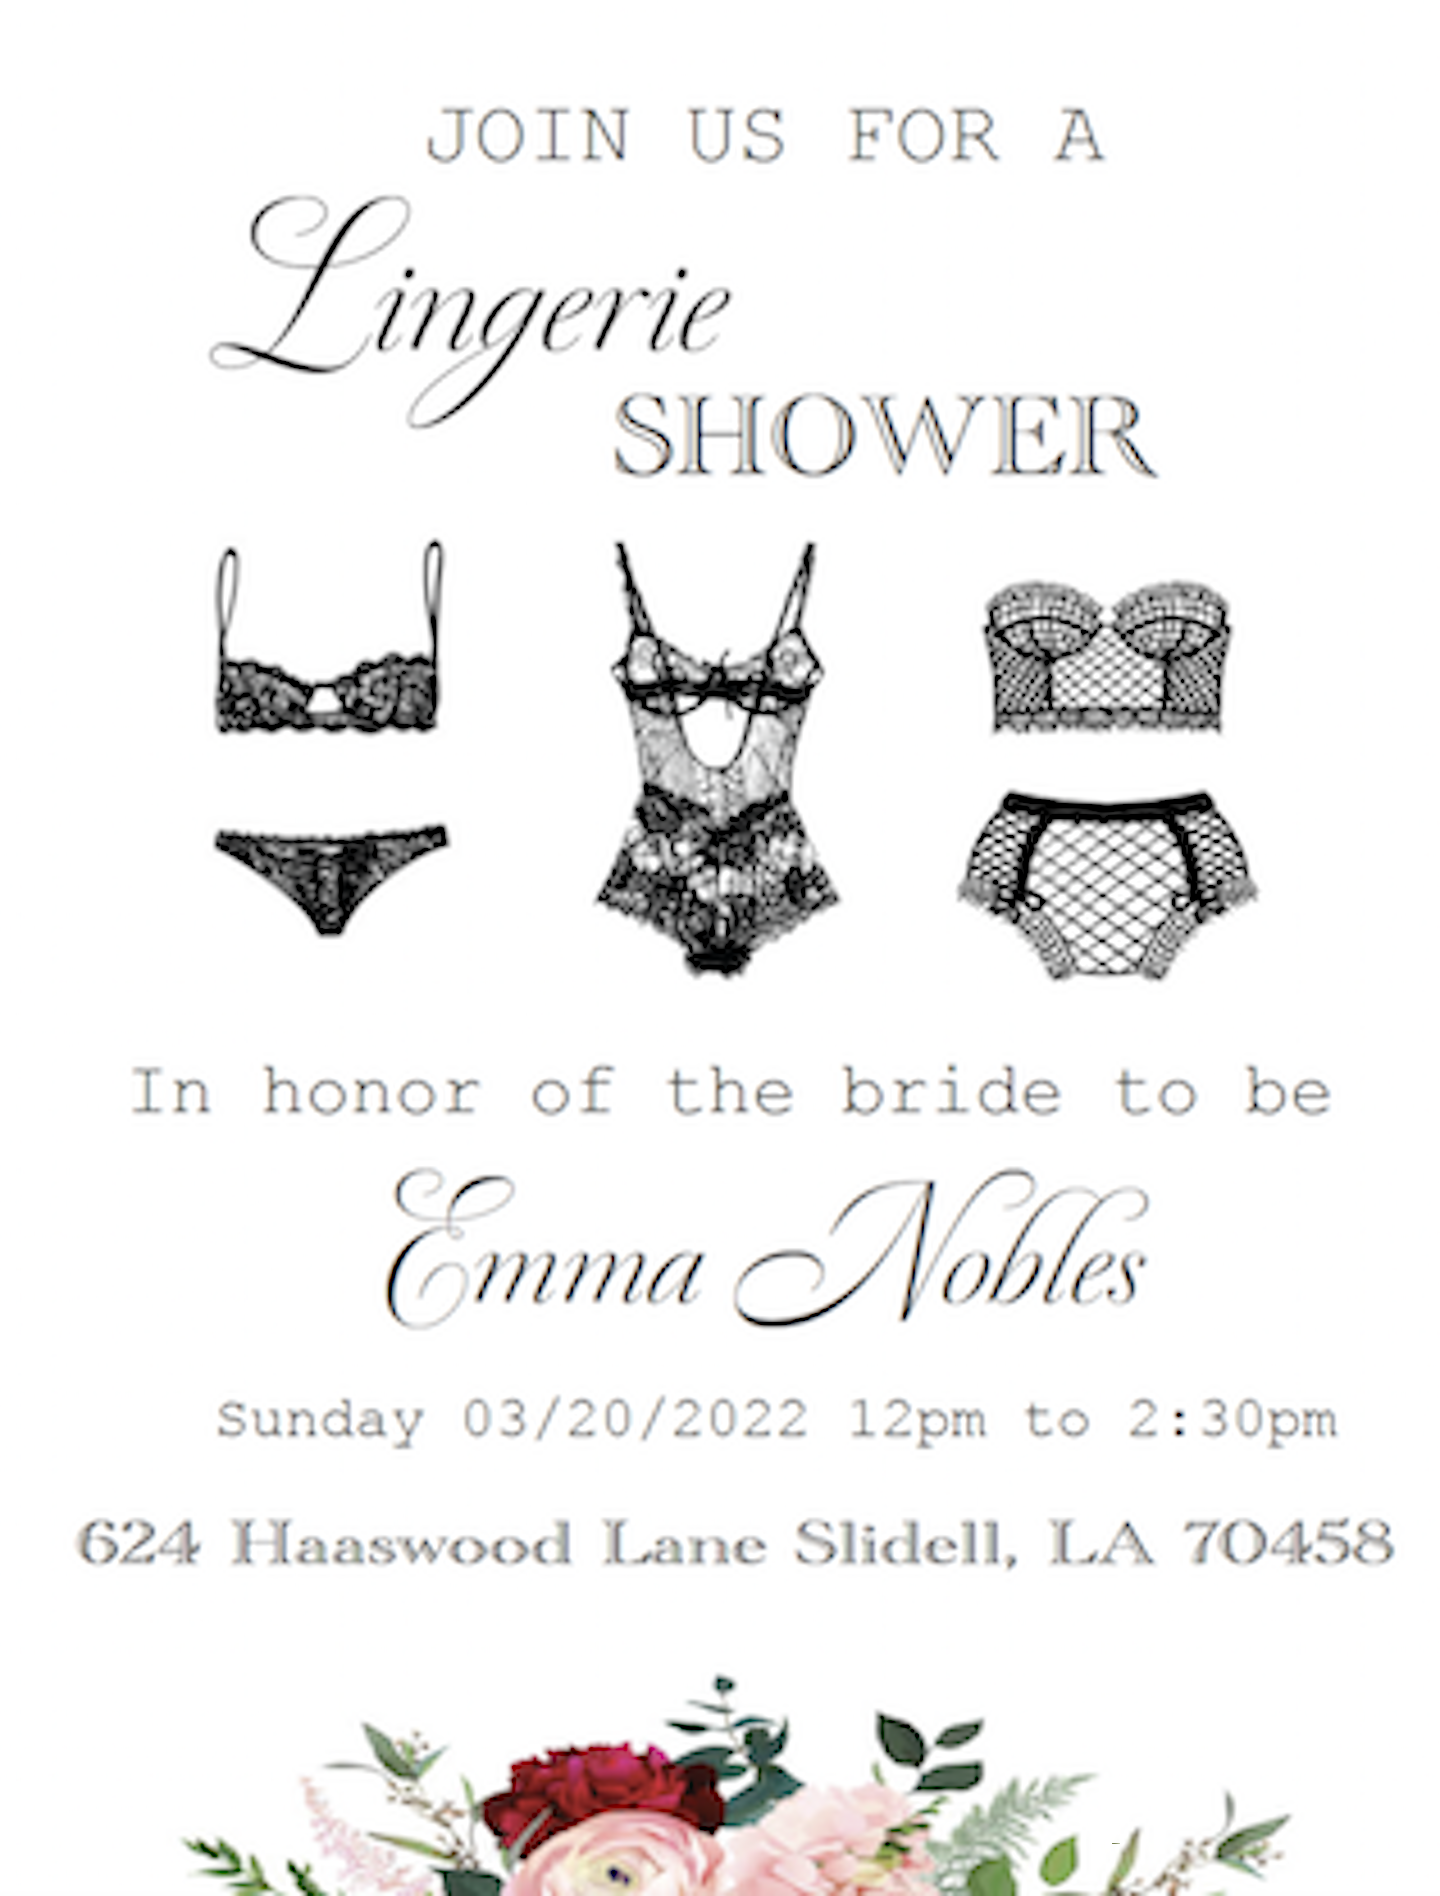 JOIN US FOR A
Lingerie
SHOWER
In honor of the bride to be
Emma Nobles
Sunday 03/20/2022 12pm to 2:30pm
624 Haaswood Lane Slidell, LA 70458